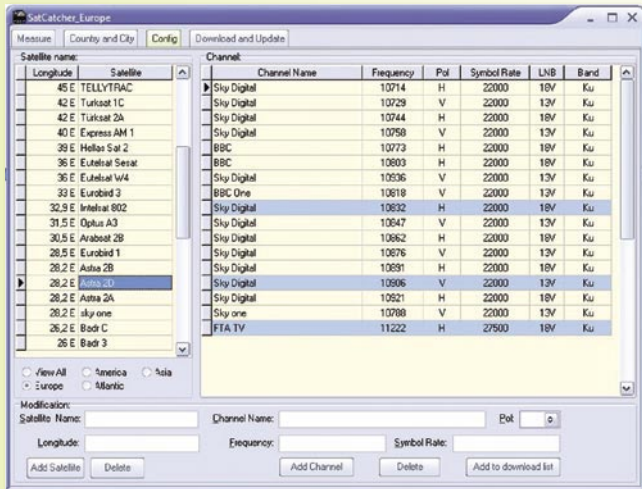 SatCatcher_Europe
Measure Country and City Config Download and Update
Satellite name:
Longitude Satellite
45 E TELLYTRAC
42 E Turksat 1C
42 E Türksat 2A
40 E Express AM 1
39 E Hellas Sat 2
36 E Eutelsat Sesat
36 E Eutelsat W4
33 E Eurobird 3
32,9 E Intelsat 802
31,5 E Optus A3
30,5 E Arabsat 2B
28,5 E Eurobird 1
28,2 E Astra 2B
28,2 E Astra 2D
28,2 E Astra 2A
28,2 E sky one
26,2 E Badr C
26 E Badr 3
View All America Asia
Europe Atlantic
Channel:
Channel Name Frequency Pol Symbol Rate LNB Band
Sky Digital 10714 H 22000 18V Ku
Sky Digital 10729 V 22000 13V Ku
Sky Digital 10744 H 22000 18V Ku
Sky Digital 10758 V 22000 13V Ku
BBC 10773 H 22000 18V Ku
BBC 10803 H 22000 18V Ku
Sky Digital 10936 V 22000 13V Ku
BBC One 10818 V 22000 13V Ku
Sky Digital 10832 H 22000 18V Ku
Sky Digital 10847 V 22000 13V Ku
Sky Digital 10862 H 22000 18V Ku
Sky Digital 10876 V 22000 13V Ku
Sky Digital 10891 H 22000 18V Ku
Sky Digital 10906 V 22000 13V Ku
Sky Digital 10921 H 22000 18V Ku
Sky one 10788 V 22000 13V Ku
FTA TV 11222 H 27500 18V Ku
Modification:
Satellite Name: Channel Name: Pol:
Longitude: Frequency: Symbol Rate:
Add Satellite Delete Add Channel Delete Add to download list